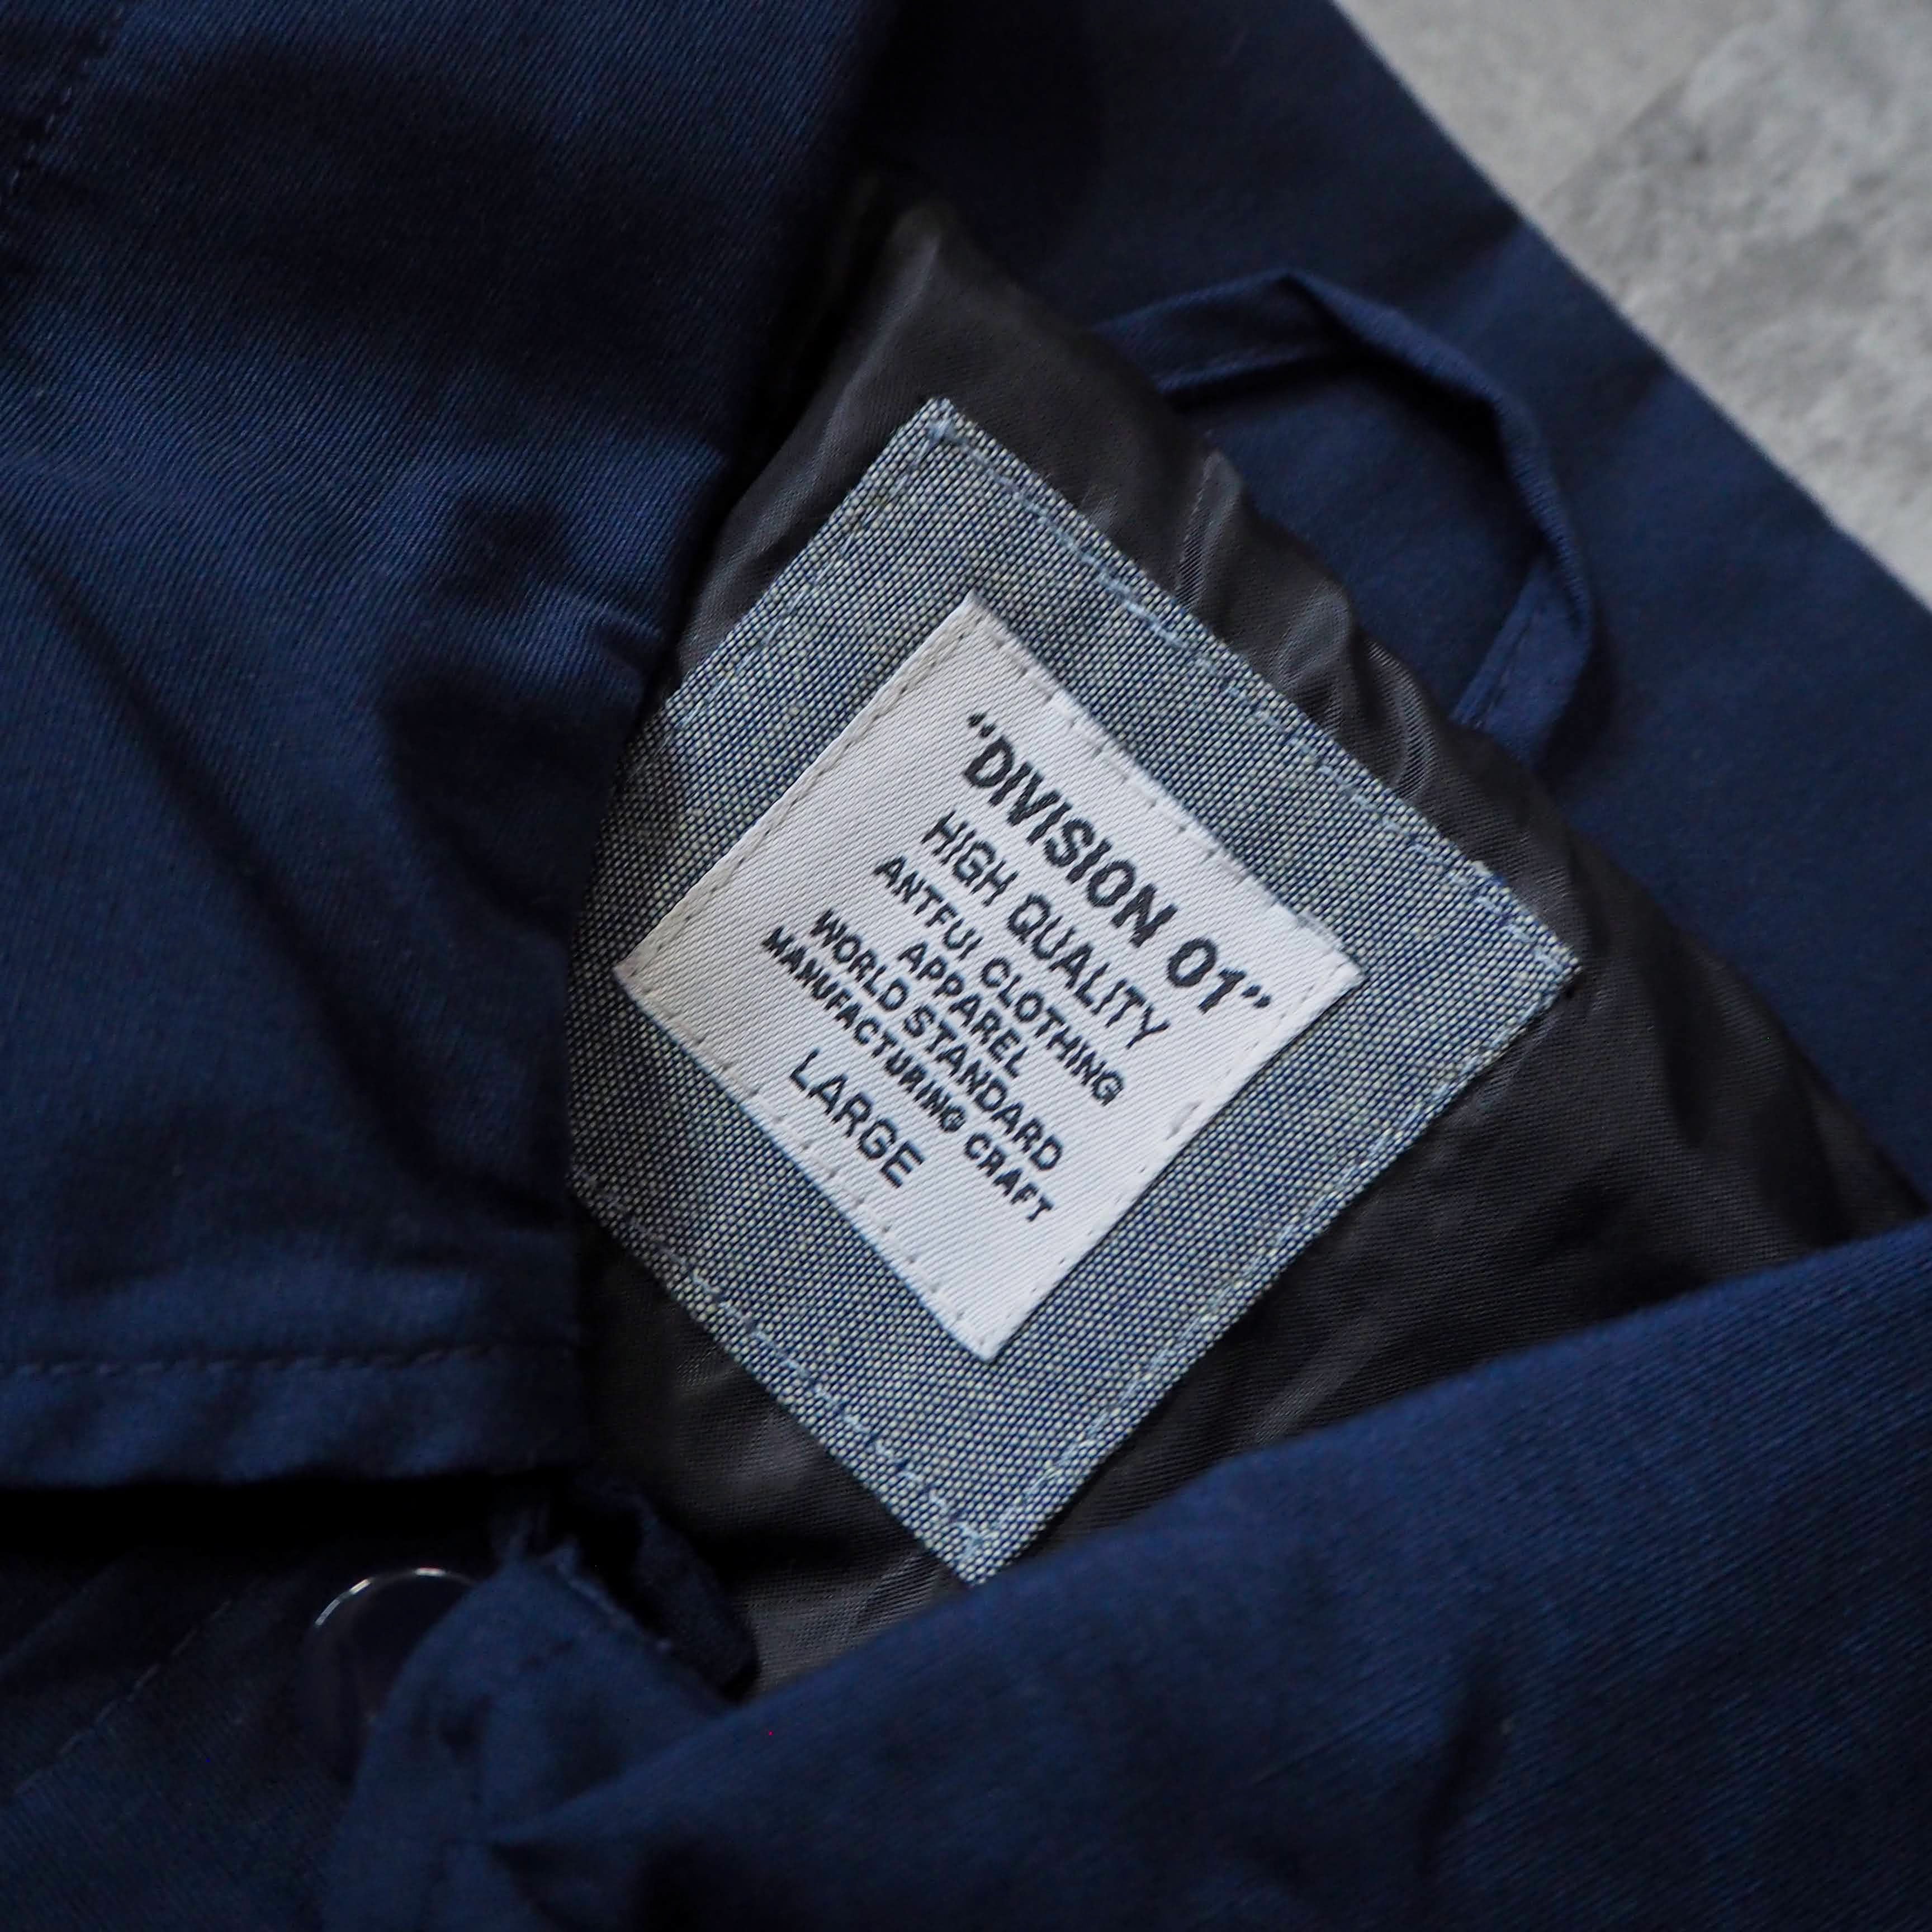 “DIVISION 01”
HIGH QUALITY
ANTFUL CLOTHING
APPAREL
WORLD STANDARD
MANUFACTURING CRAFT
LARGE